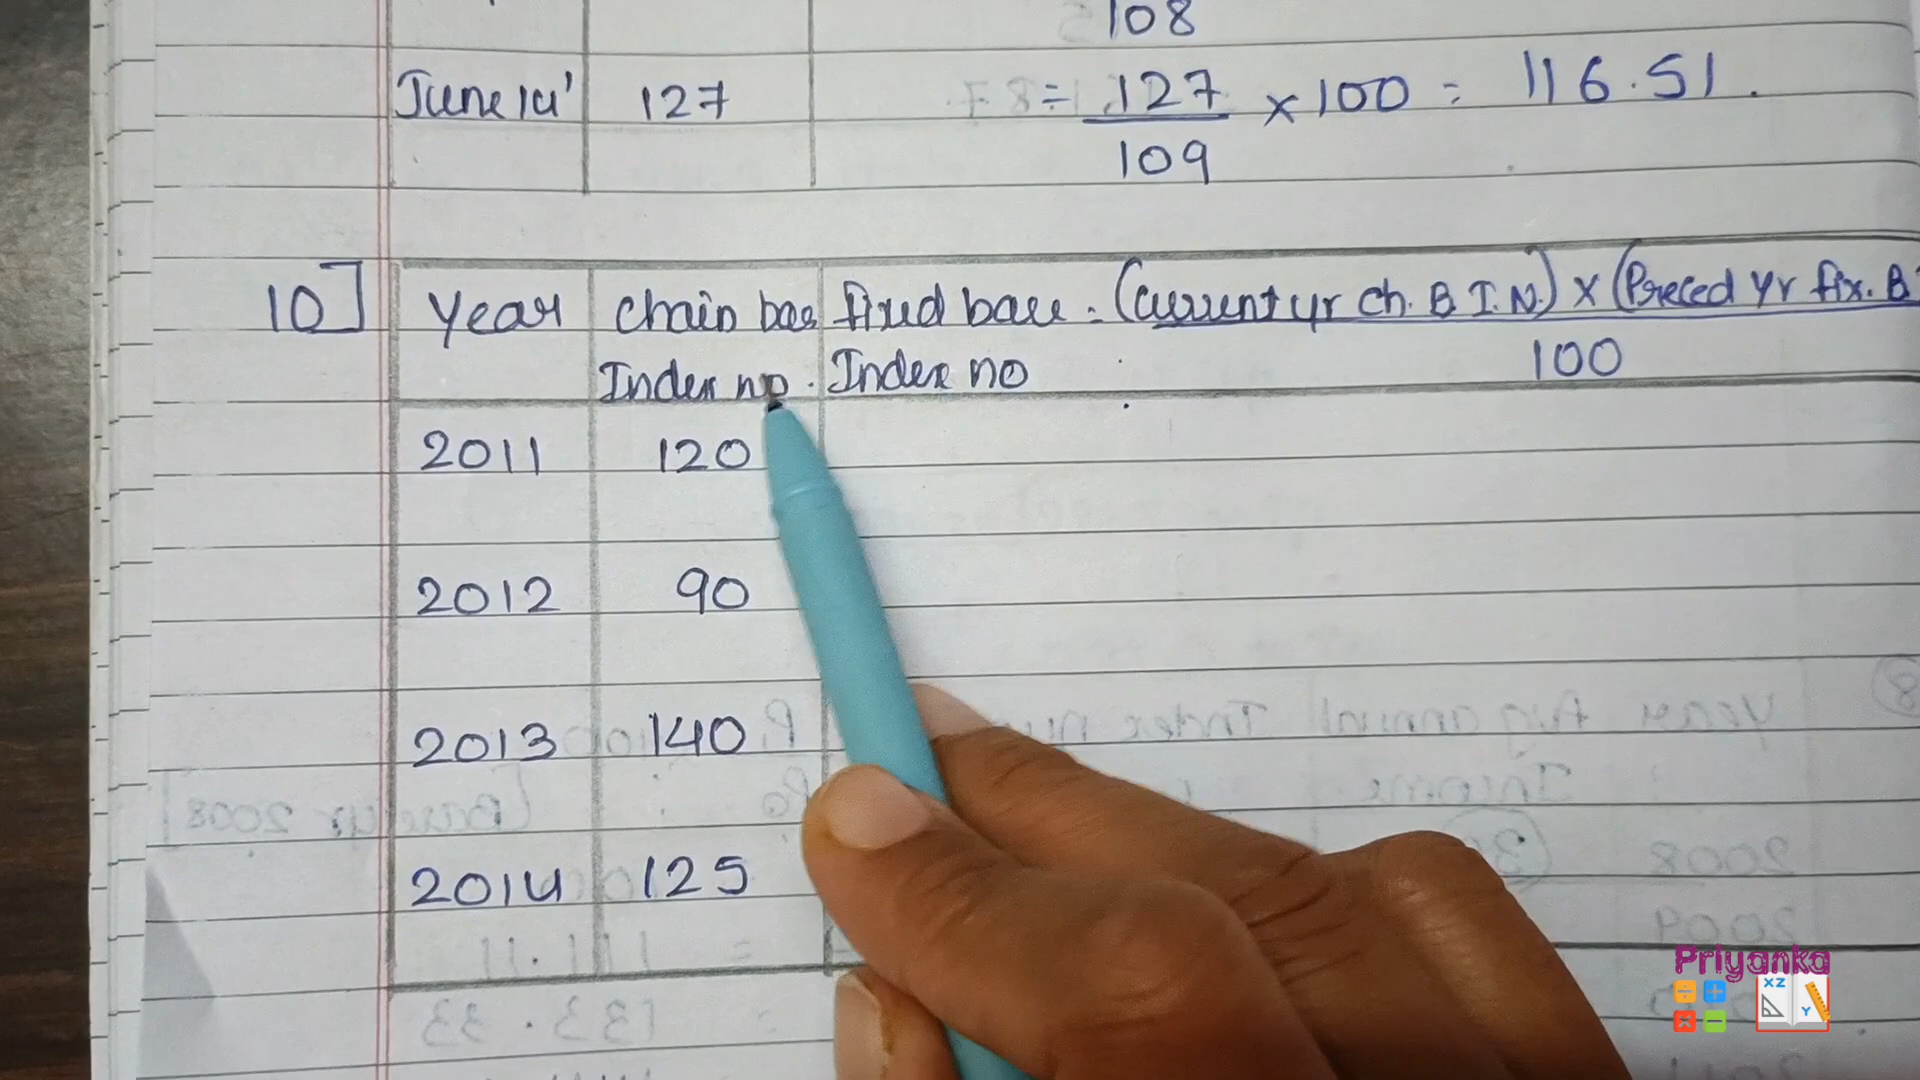 108
June 14' 127 = 127 × 100 = 116.51.
109
10] Year Chain bas fixed base = (Current yr Ch. B I. N.) × (Preced yr fix. B
Index no. Index no 100
2011 120
2012 90
2013 140
2014 125
Priyanka